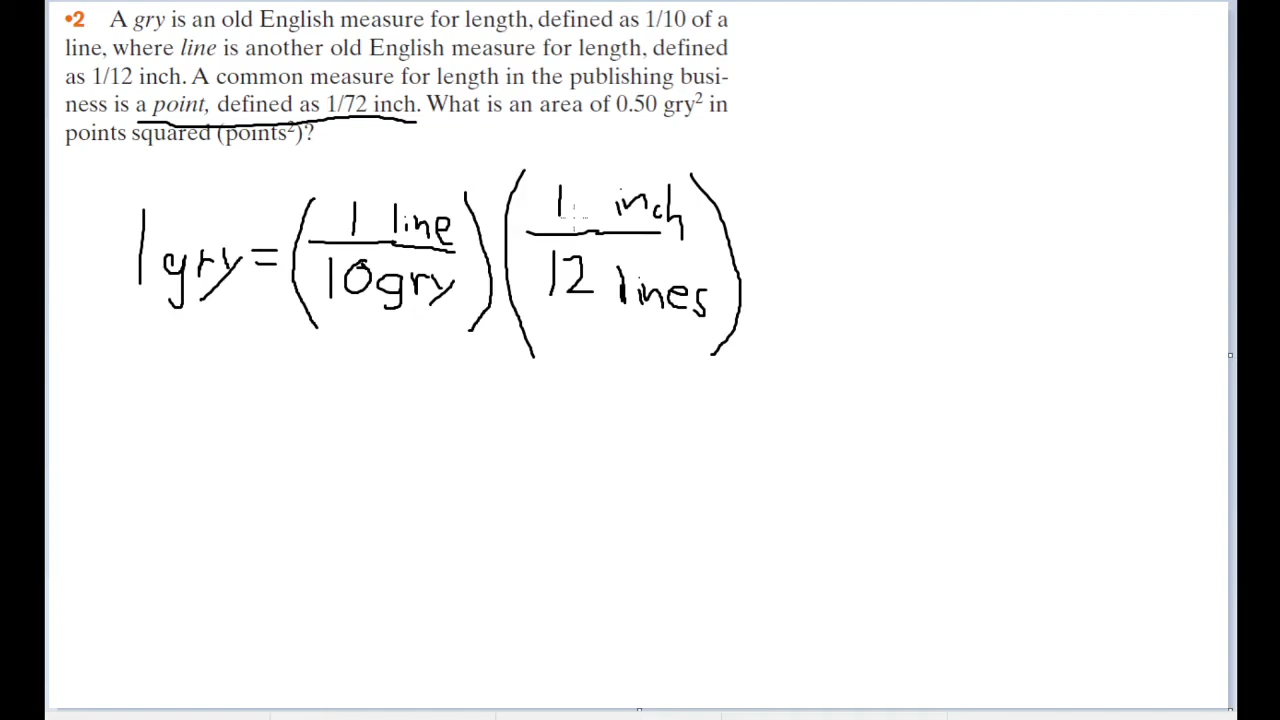 •2 A gry is an old English measure for length, defined as 1/10 of a
line, where line is another old English measure for length, defined
as 1/12 inch. A common measure for length in the publishing busi-
ness is a point, defined as 1/72 inch. What is an area of 0.50 gry² in
points squared (points²)?
1 gry = (1 line / 10 gry) (1 inch / 12 lines)